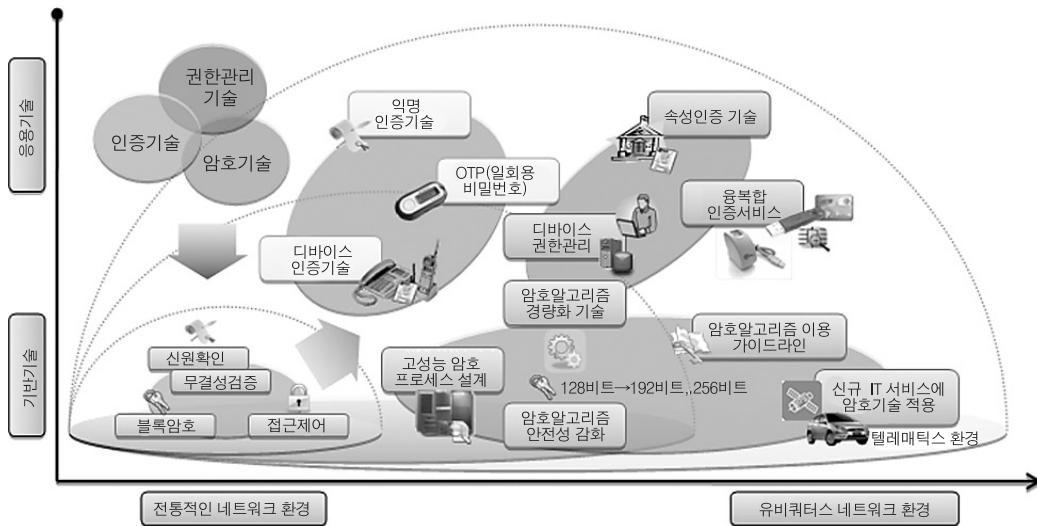 응용기술
권한관리
기술
인증기술
암호기술
익명
인증기술
속성인증 기술
OTP(일회용
비밀번호)
융복합
인증서비스
디바이스
권한관리
디바이스
인증기술
기반기술
암호알고리즘
경량화 기술
암호알고리즘 이용
가이드라인
신원확인
무결성검증
고성능 암호
프로세스 설계
128비트→192비트,,256비트
신규 IT 서비스에
암호기술 적용
블록암호
접근제어
암호알고리즘
안전성 감화
텔레매틱스 환경
전통적인 네트워크 환경
유비쿼터스 네트워크 환경